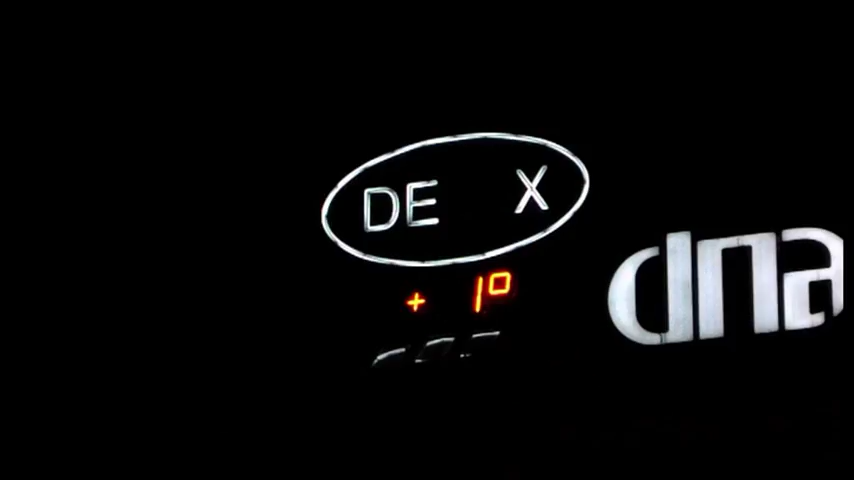 DE X
+ 1°
dna